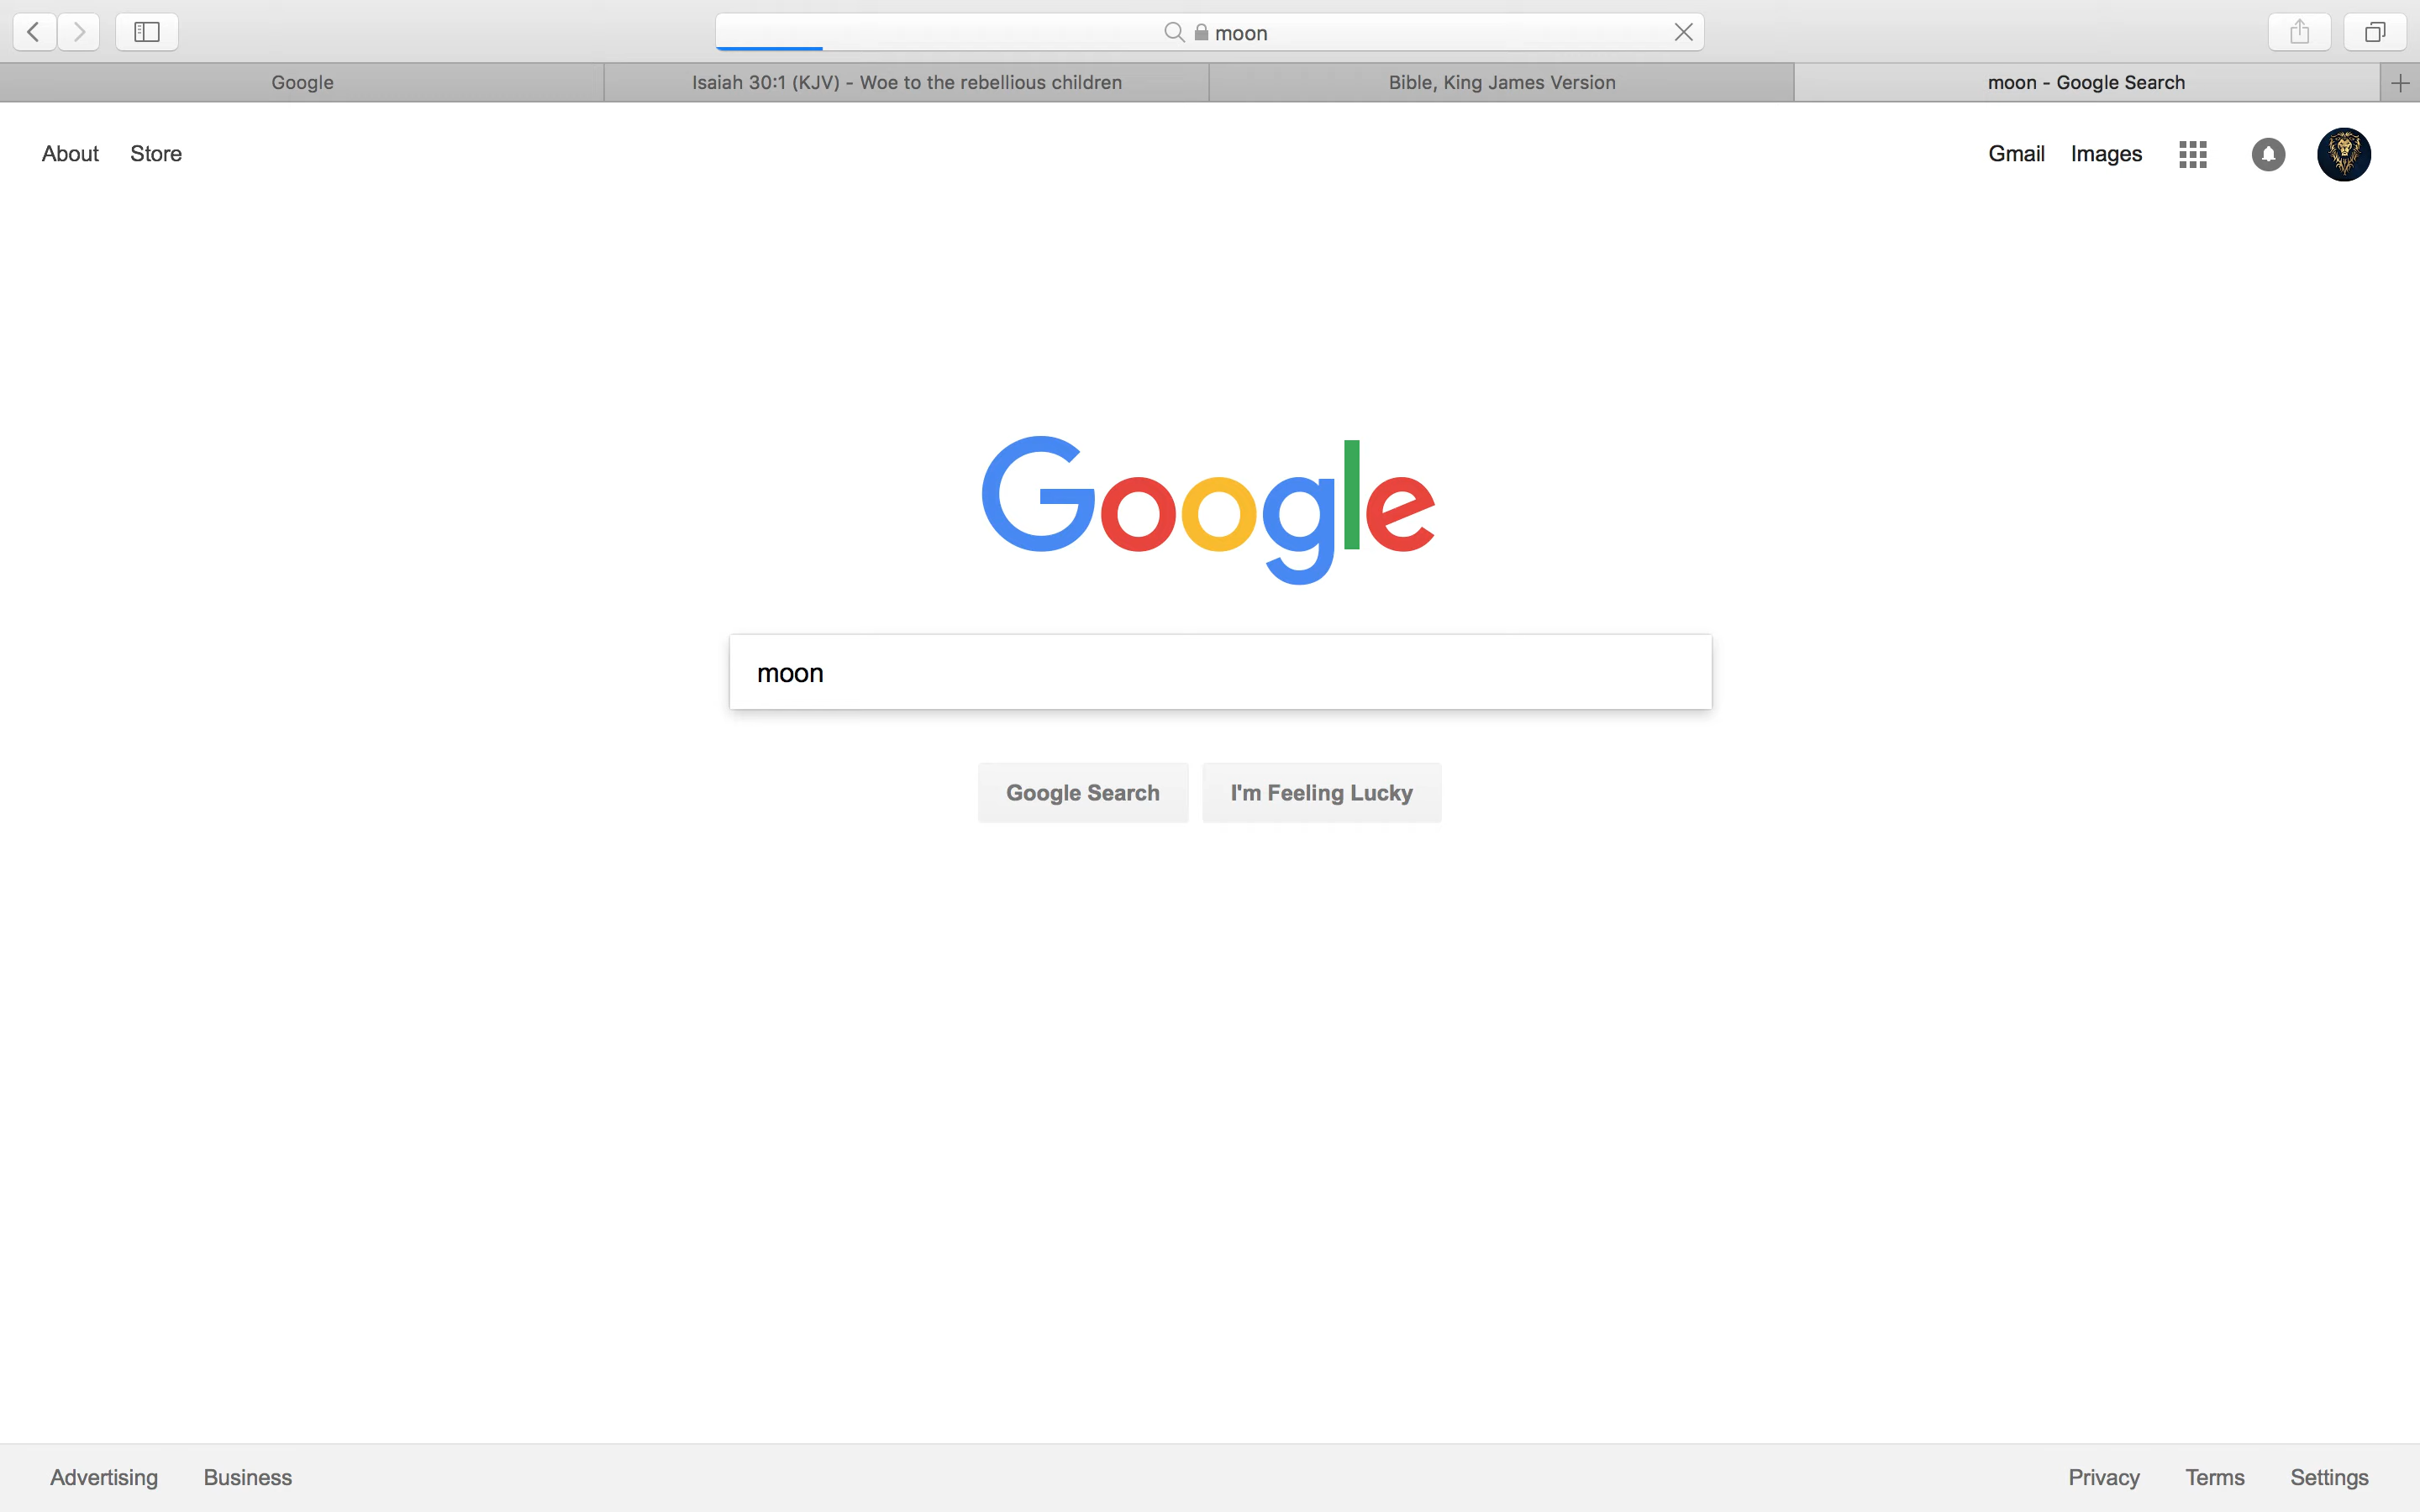 moon
Google
Isaiah 30:1 (KJV) - Woe to the rebellious children
Bible, King James Version
moon - Google Search
About
Store
Gmail
Images
Google
moon
Google Search
I'm Feeling Lucky
Advertising
Business
Privacy
Terms
Settings